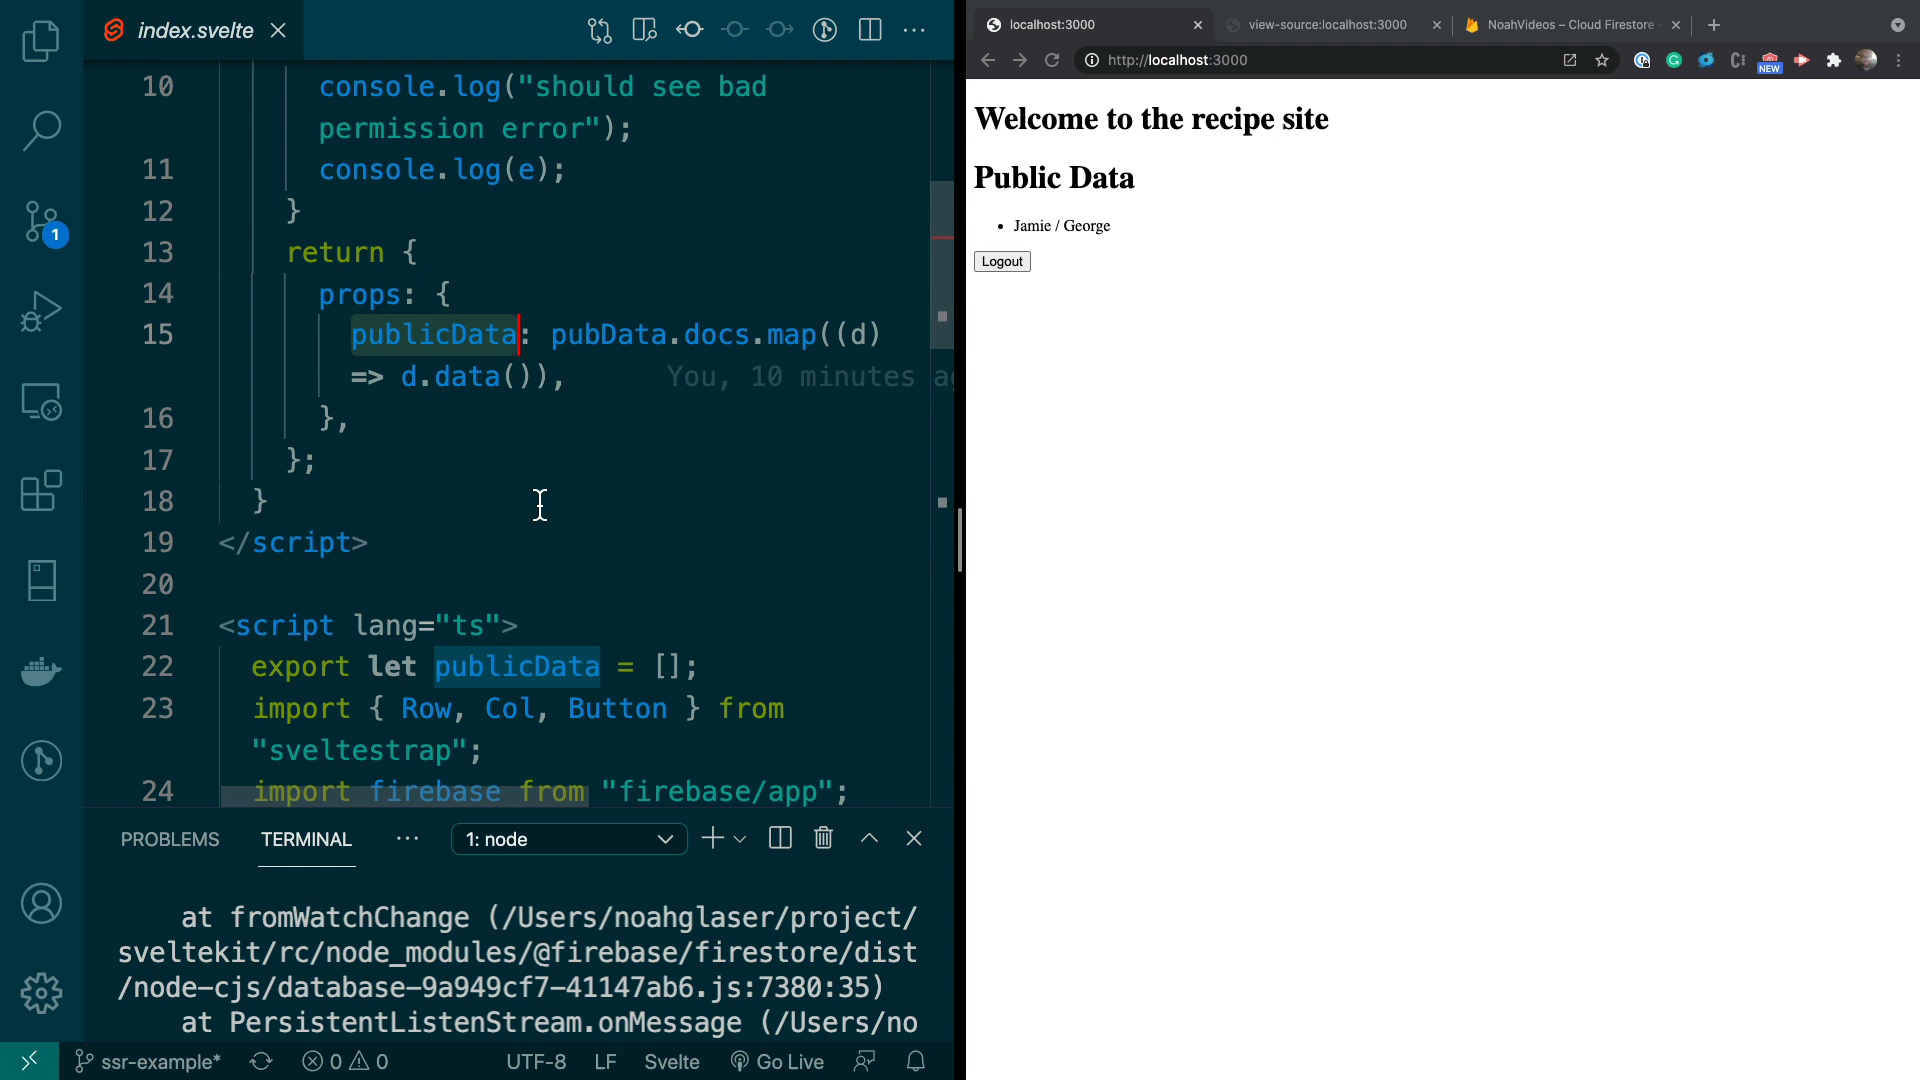 index.svelte
10 console.log("should see bad
permission error");
11 console.log(e);
12 }
13 return {
14 props: {
15 publicData: pubData.docs.map((d)
=> d.data()), You, 10 minutes a
16 },
17 };
18 }
19 </script>
20
21 <script lang="ts">
22 export let publicData = [];
23 import { Row, Col, Button } from
"sveltestrap";
24 import firebase from "firebase/app";
PROBLEMS TERMINAL 1: node
at fromWatchChange (/Users/noahglaser/project/
sveltekit/rc/node_modules/@firebase/firestore/dist
/node-cjs/database-9a949cf7-41147ab6.js:7380:35)
at PersistentListenStream.onMessage (/Users/no
ssr-example* 0 0 UTF-8 LF Svelte Go Live
1
localhost:3000 view-source:localhost:3000 NoahVideos – Cloud Firestore
http://localhost:3000
NEW
Welcome to the recipe site
Public Data
• Jamie / George
Logout